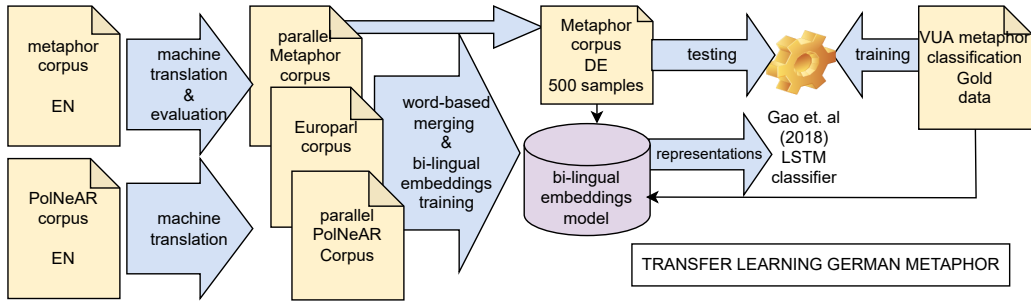 metaphor
corpus
EN
machine
translation
&
evaluation
parallel
Metaphor
corpus
Metaphor
corpus
DE
500 samples
testing
training
VUA metaphor
classification
Gold
data
Europarl
corpus
word-based
merging
&
bi-lingual
embeddings
training
Gao et. al
(2018)
LSTM
classifier
representations
bi-lingual
embeddings
model
PolNeAR
corpus
EN
machine
translation
parallel
PolNeAR
Corpus
TRANSFER LEARNING GERMAN METAPHOR